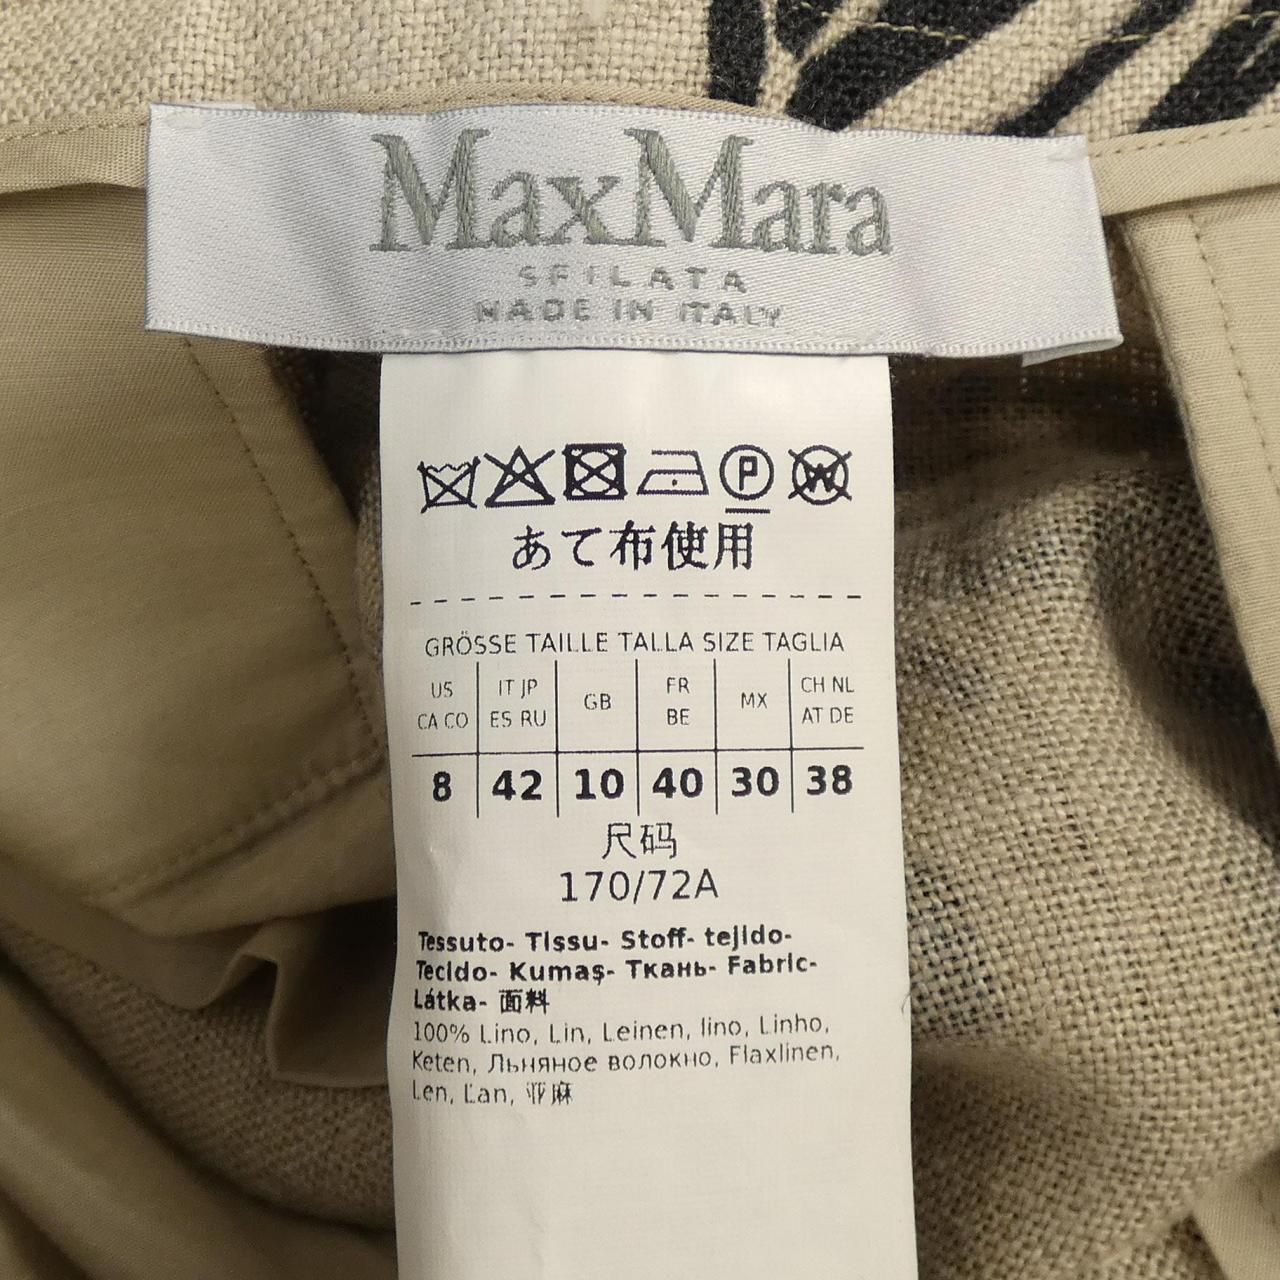 MaxMara
SFILATA
MADE IN ITALY
P W
あて布使用
GRÖSSE TAILLE TALLA SIZE TAGLIA
US CA CO IT JP ES RU GB FR BE MX CH NL AT DE
8 42 10 40 30 38
尺码
170/72A
Tessuto- Tissu- Stoff- tejido-
Tecido- Kumaş- Ткань- Fabric-
Látka- 面料
100% Lino, Lin, Leinen, lino, Linho,
Keten, Льняное волокно, Flaxlinen,
Len, Ľan, 亚麻